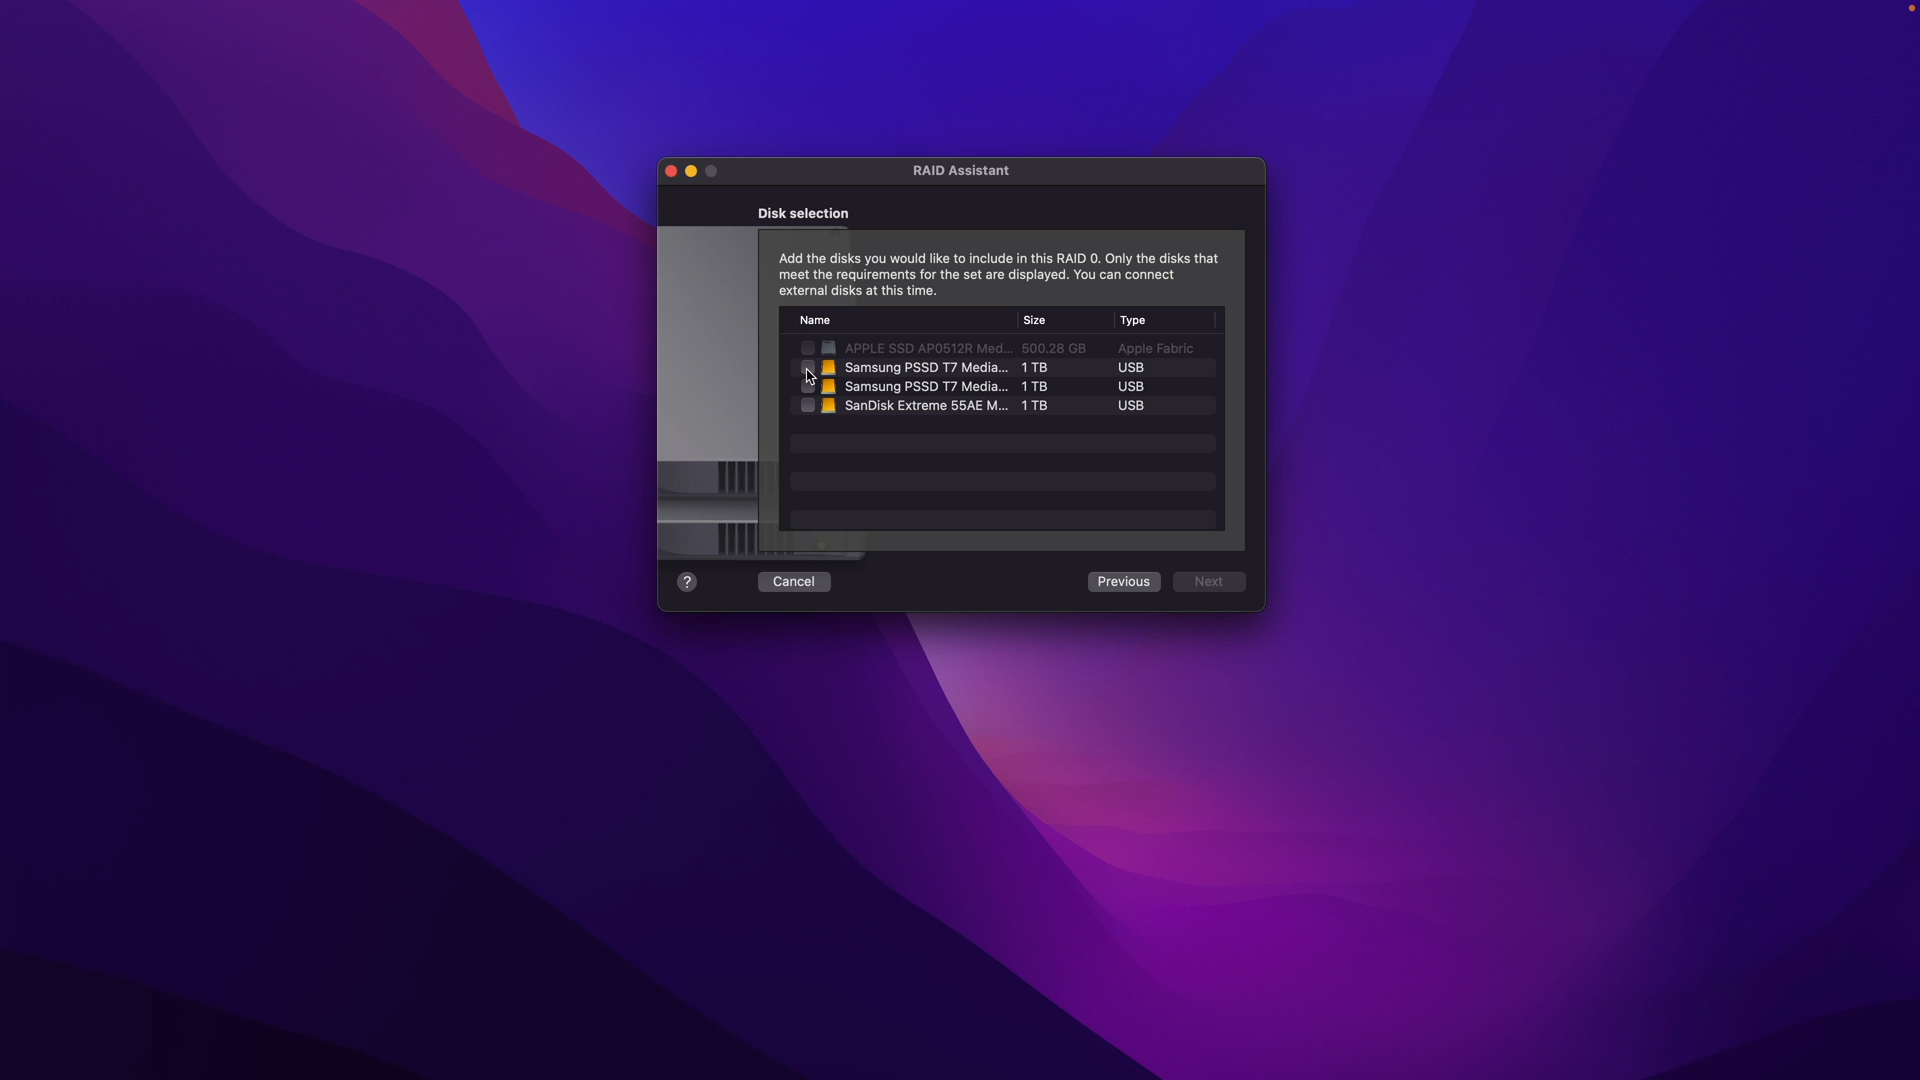 RAID Assistant
Disk selection
Add the disks you would like to include in this RAID 0. Only the disks that
meet the requirements for the set are displayed. You can connect
external disks at this time.
Name Size Type
APPLE SSD AP0512R Med... 500.28 GB Apple Fabric
Samsung PSSD T7 Media... 1 TB USB
Samsung PSSD T7 Media... 1 TB USB
SanDisk Extreme 55AE M... 1 TB USB
? Cancel Previous Next